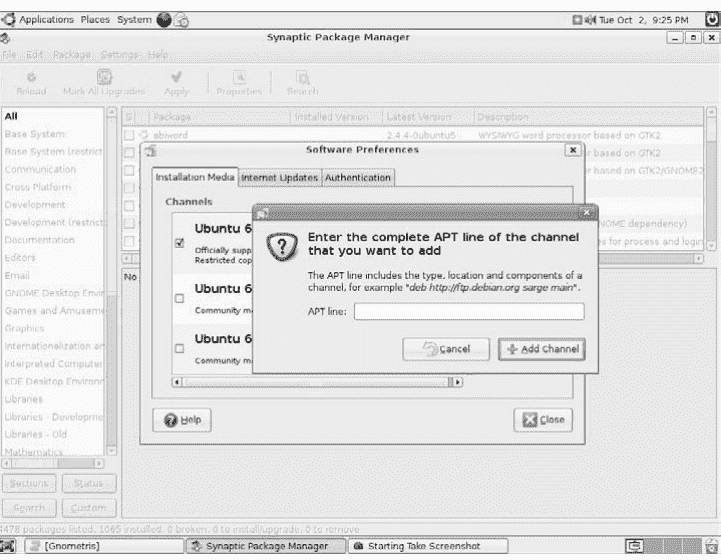 Applications Places System
Tue Oct 2, 9:25 PM
Synaptic Package Manager
File Edit Package Settings Help
Reload Mark All Upgrades Apply Properties Search
All
Base System
Base System (restrict
Communication
Cross Platform
Development
Development (restrict
Documentation
Editors
Email
GNOME Desktop Envir
Games and Amuseme
Graphics
Internationalization an
Interpreted Computer
KDE Desktop Environm
Libraries
Libraries - Developme
Libraries - Old
Mathematics
Sections Status
Search Custom
S Package Installed Version Latest Version Description
abiword 2.4.4-0ubuntu5 WYSIWYG word processor based on GTK2
or based on GTK2
or based on GTK2/GNOME2
NOME dependency)
es for process and login
No
Software Preferences
Installation Media Internet Updates Authentication
Channels
Ubuntu 6
Officially supp
Restricted cop
Ubuntu 6
Community m
Ubuntu 6
Community m
Help Close
Enter the complete APT line of the channel
that you want to add
The APT line includes the type, location and components of a
channel, for example "deb http://ftp.debian.org sarge main".
APT line:
Cancel Add Channel
4478 packages listed, 1065 installed, 0 broken. 0 to install/upgrade, 0 to remove
[Gnometris] Synaptic Package Manager Starting Take Screenshot